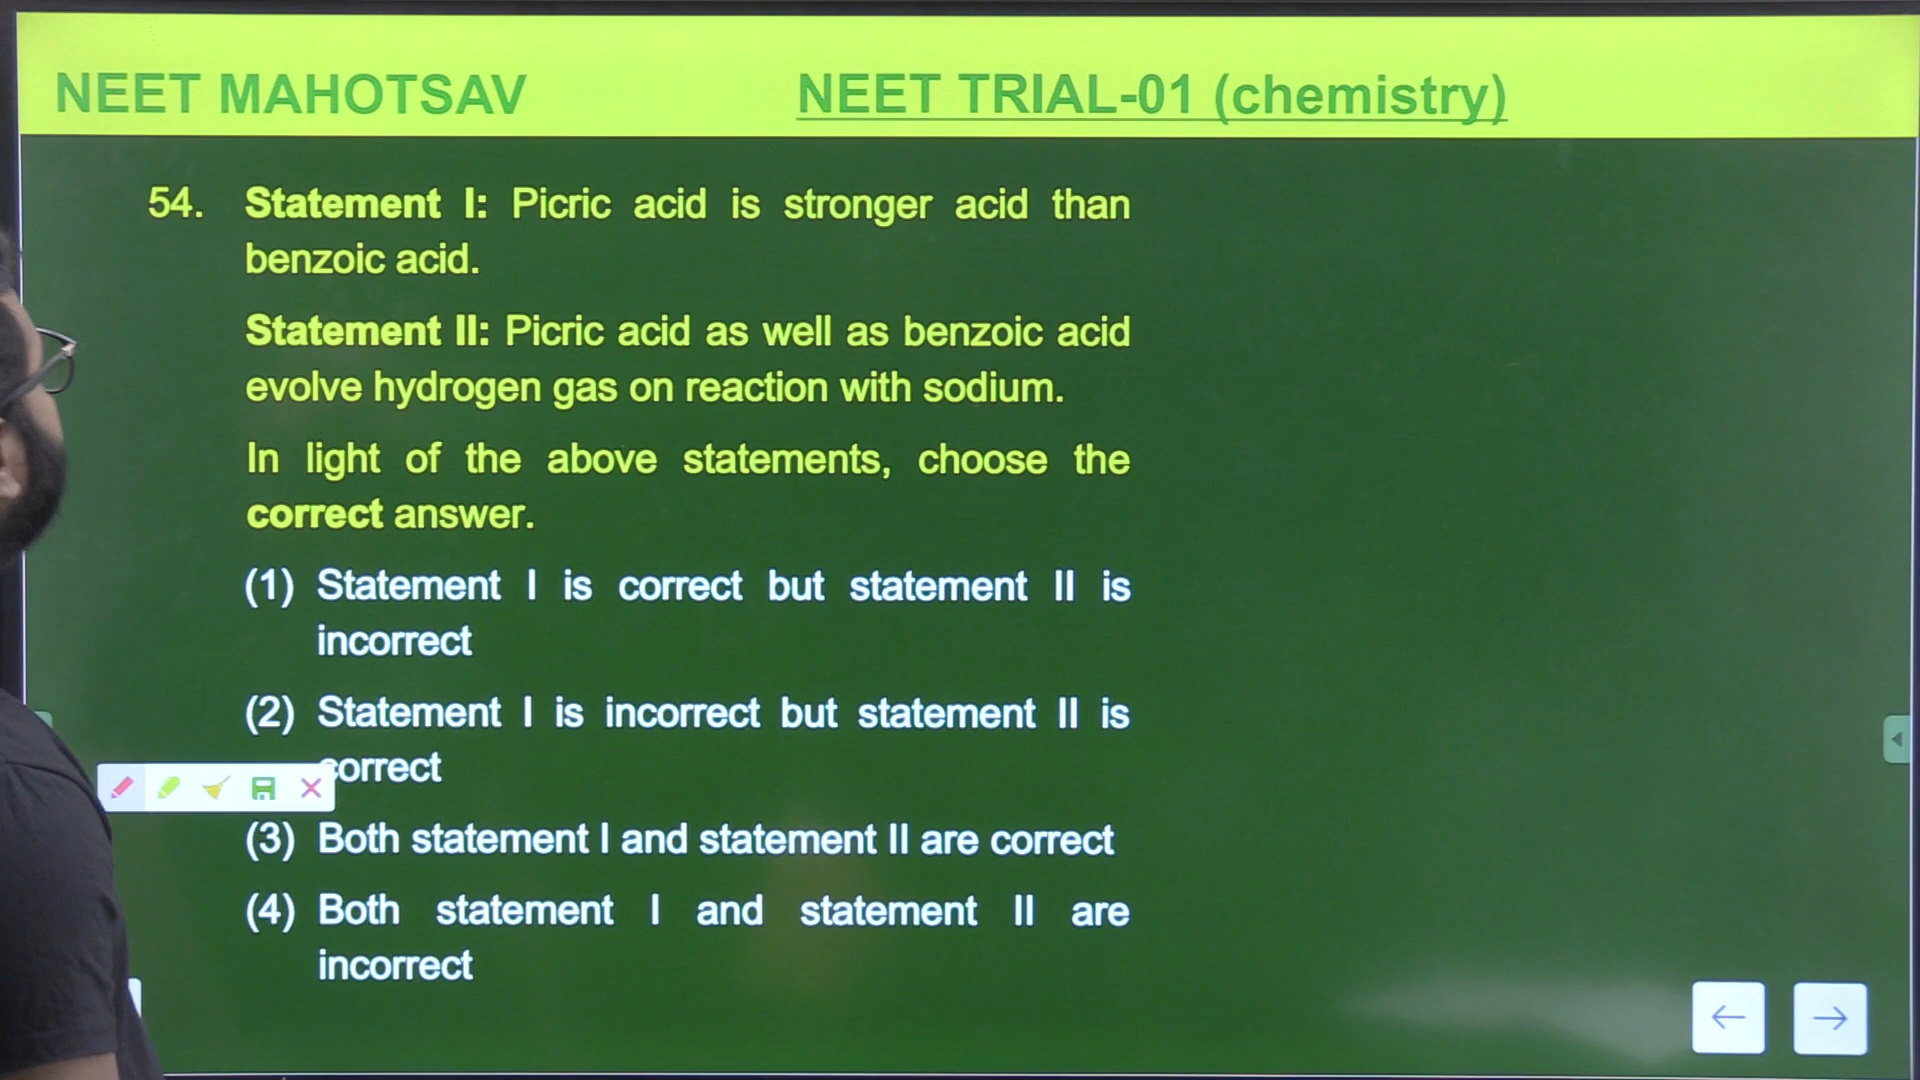 NEET MAHOTSAV NEET TRIAL-01 (chemistry)
54. Statement I: Picric acid is stronger acid than
benzoic acid.
Statement II: Picric acid as well as benzoic acid
evolve hydrogen gas on reaction with sodium.
In light of the above statements, choose the
correct answer.
(1) Statement I is correct but statement II is
incorrect
(2) Statement I is incorrect but statement II is
correct
(3) Both statement I and statement II are correct
(4) Both statement I and statement II are
incorrect